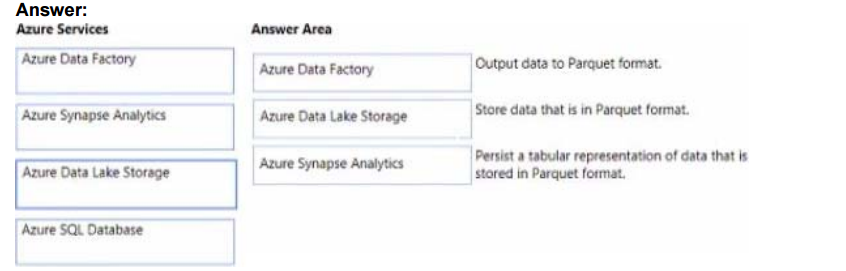 Answer:
Azure Services
Answer Area
Azure Data Factory
Azure Synapse Analytics
Azure Data Lake Storage
Azure SQL Database
Azure Data Factory
Output data to Parquet format.
Azure Data Lake Storage
Store data that is in Parquet format.
Azure Synapse Analytics
Persist a tabular representation of data that is
stored in Parquet format.